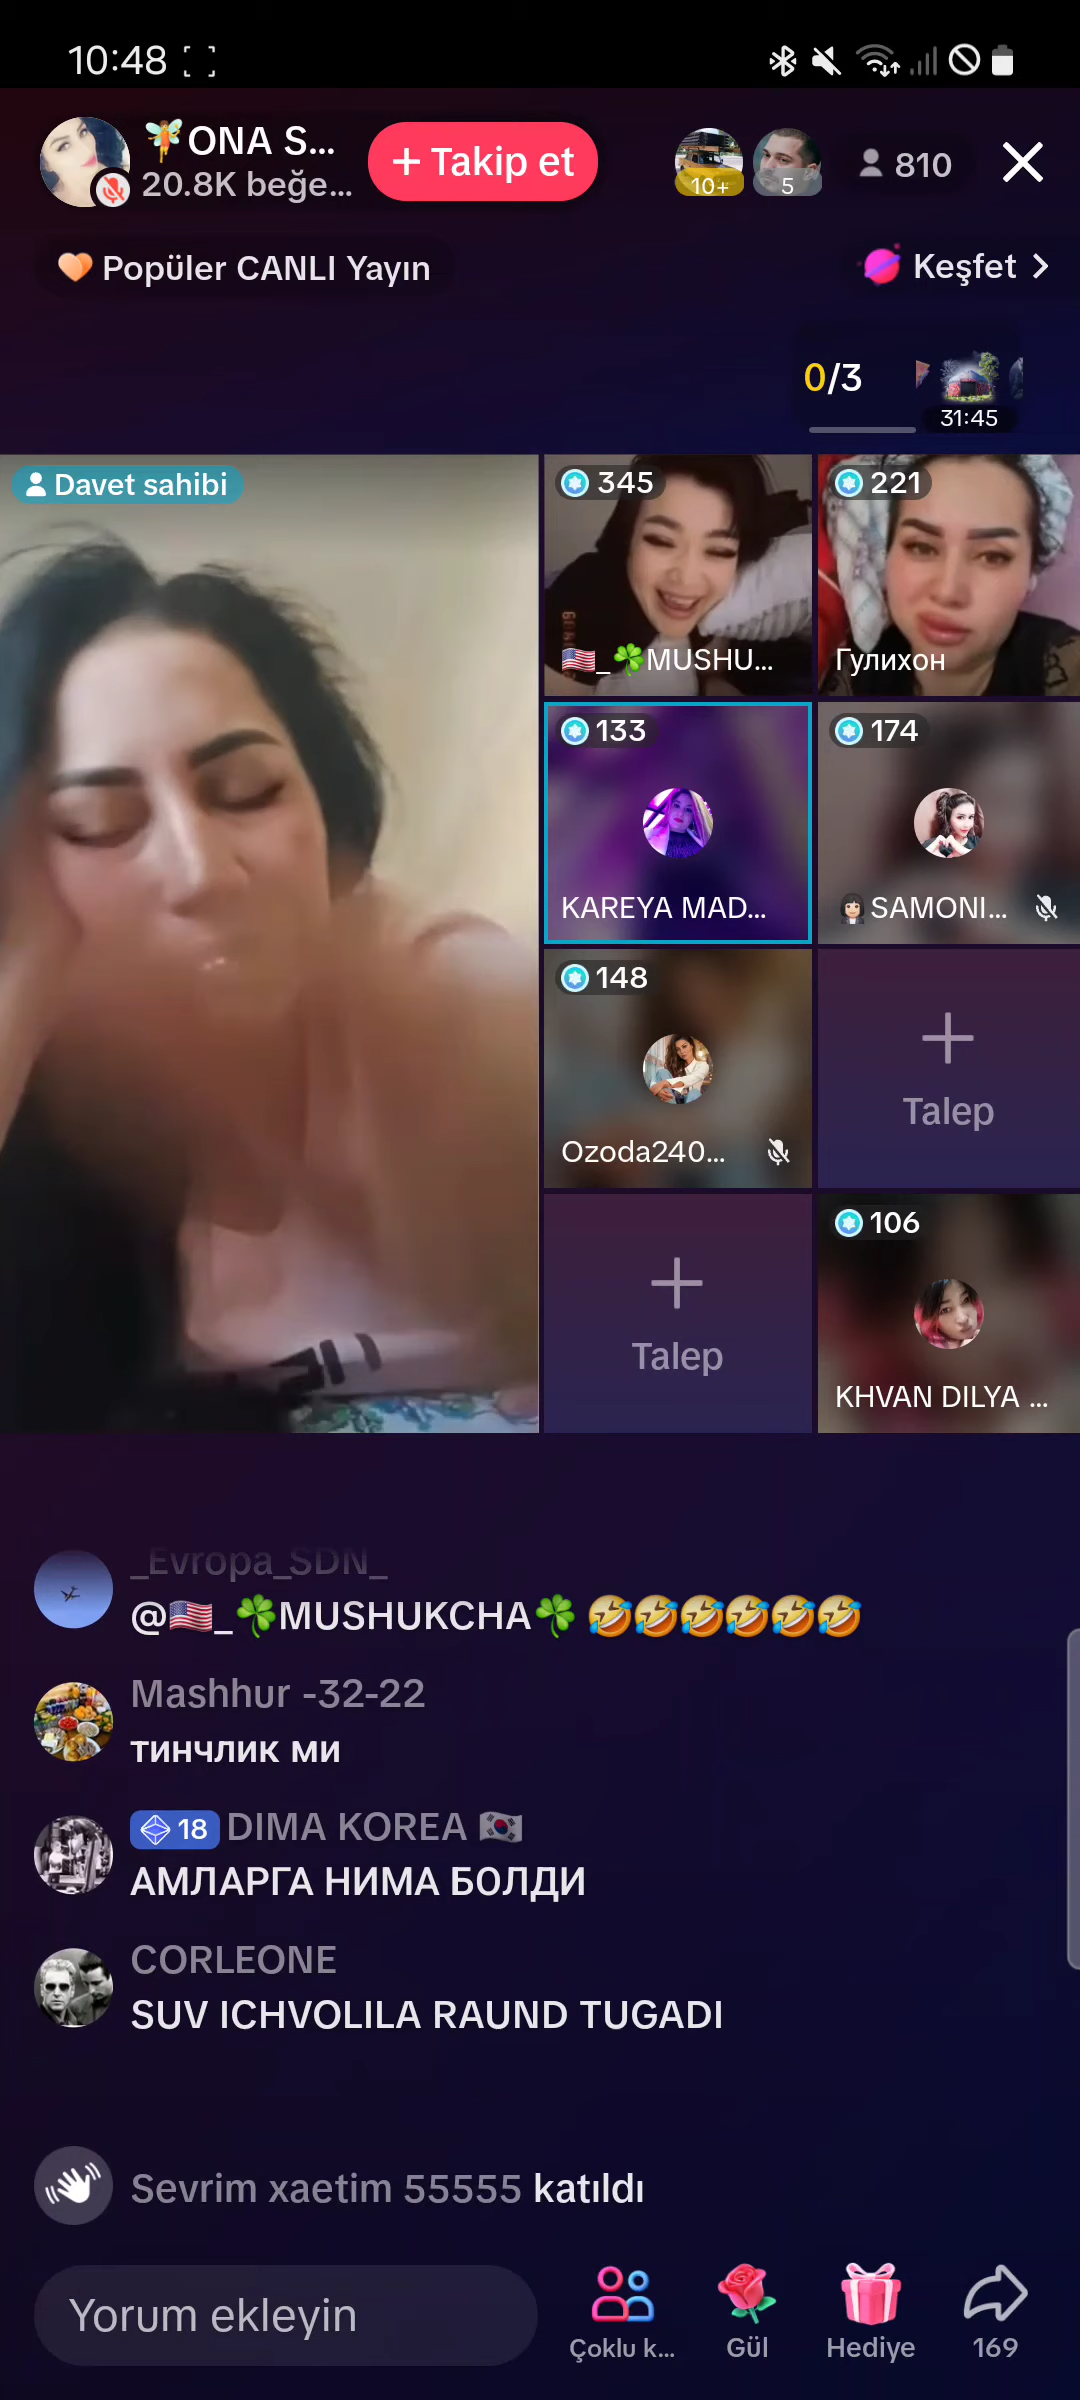 10:48
ONA S...
20.8K beğe...
+ Takip et
10+
5
810
Popüler CANLI Yayın
Keşfet
0/3
31:45
Davet sahibi
345
_MUSHU...
221
Гулихон
133
KAREYA MAD...
174
SAMONI...
148
Ozoda240...
Talep
Talep
106
KHVAN DILYA ...
_Evropa_SDN_
@🇺🇸_☘️MUSHUKCHA☘️ 🤣🤣🤣🤣🤣🤣
Mashhur -32-22
тинчлик ми
18 DIMA KOREA 🇰🇷
АМЛАРГА НИМА БОЛДИ
CORLEONE
SUV ICHVOLILA RAUND TUGADI
Sevrim xaetim 55555 katıldı
Yorum ekleyin
Çoklu k...
Gül
Hediye
169